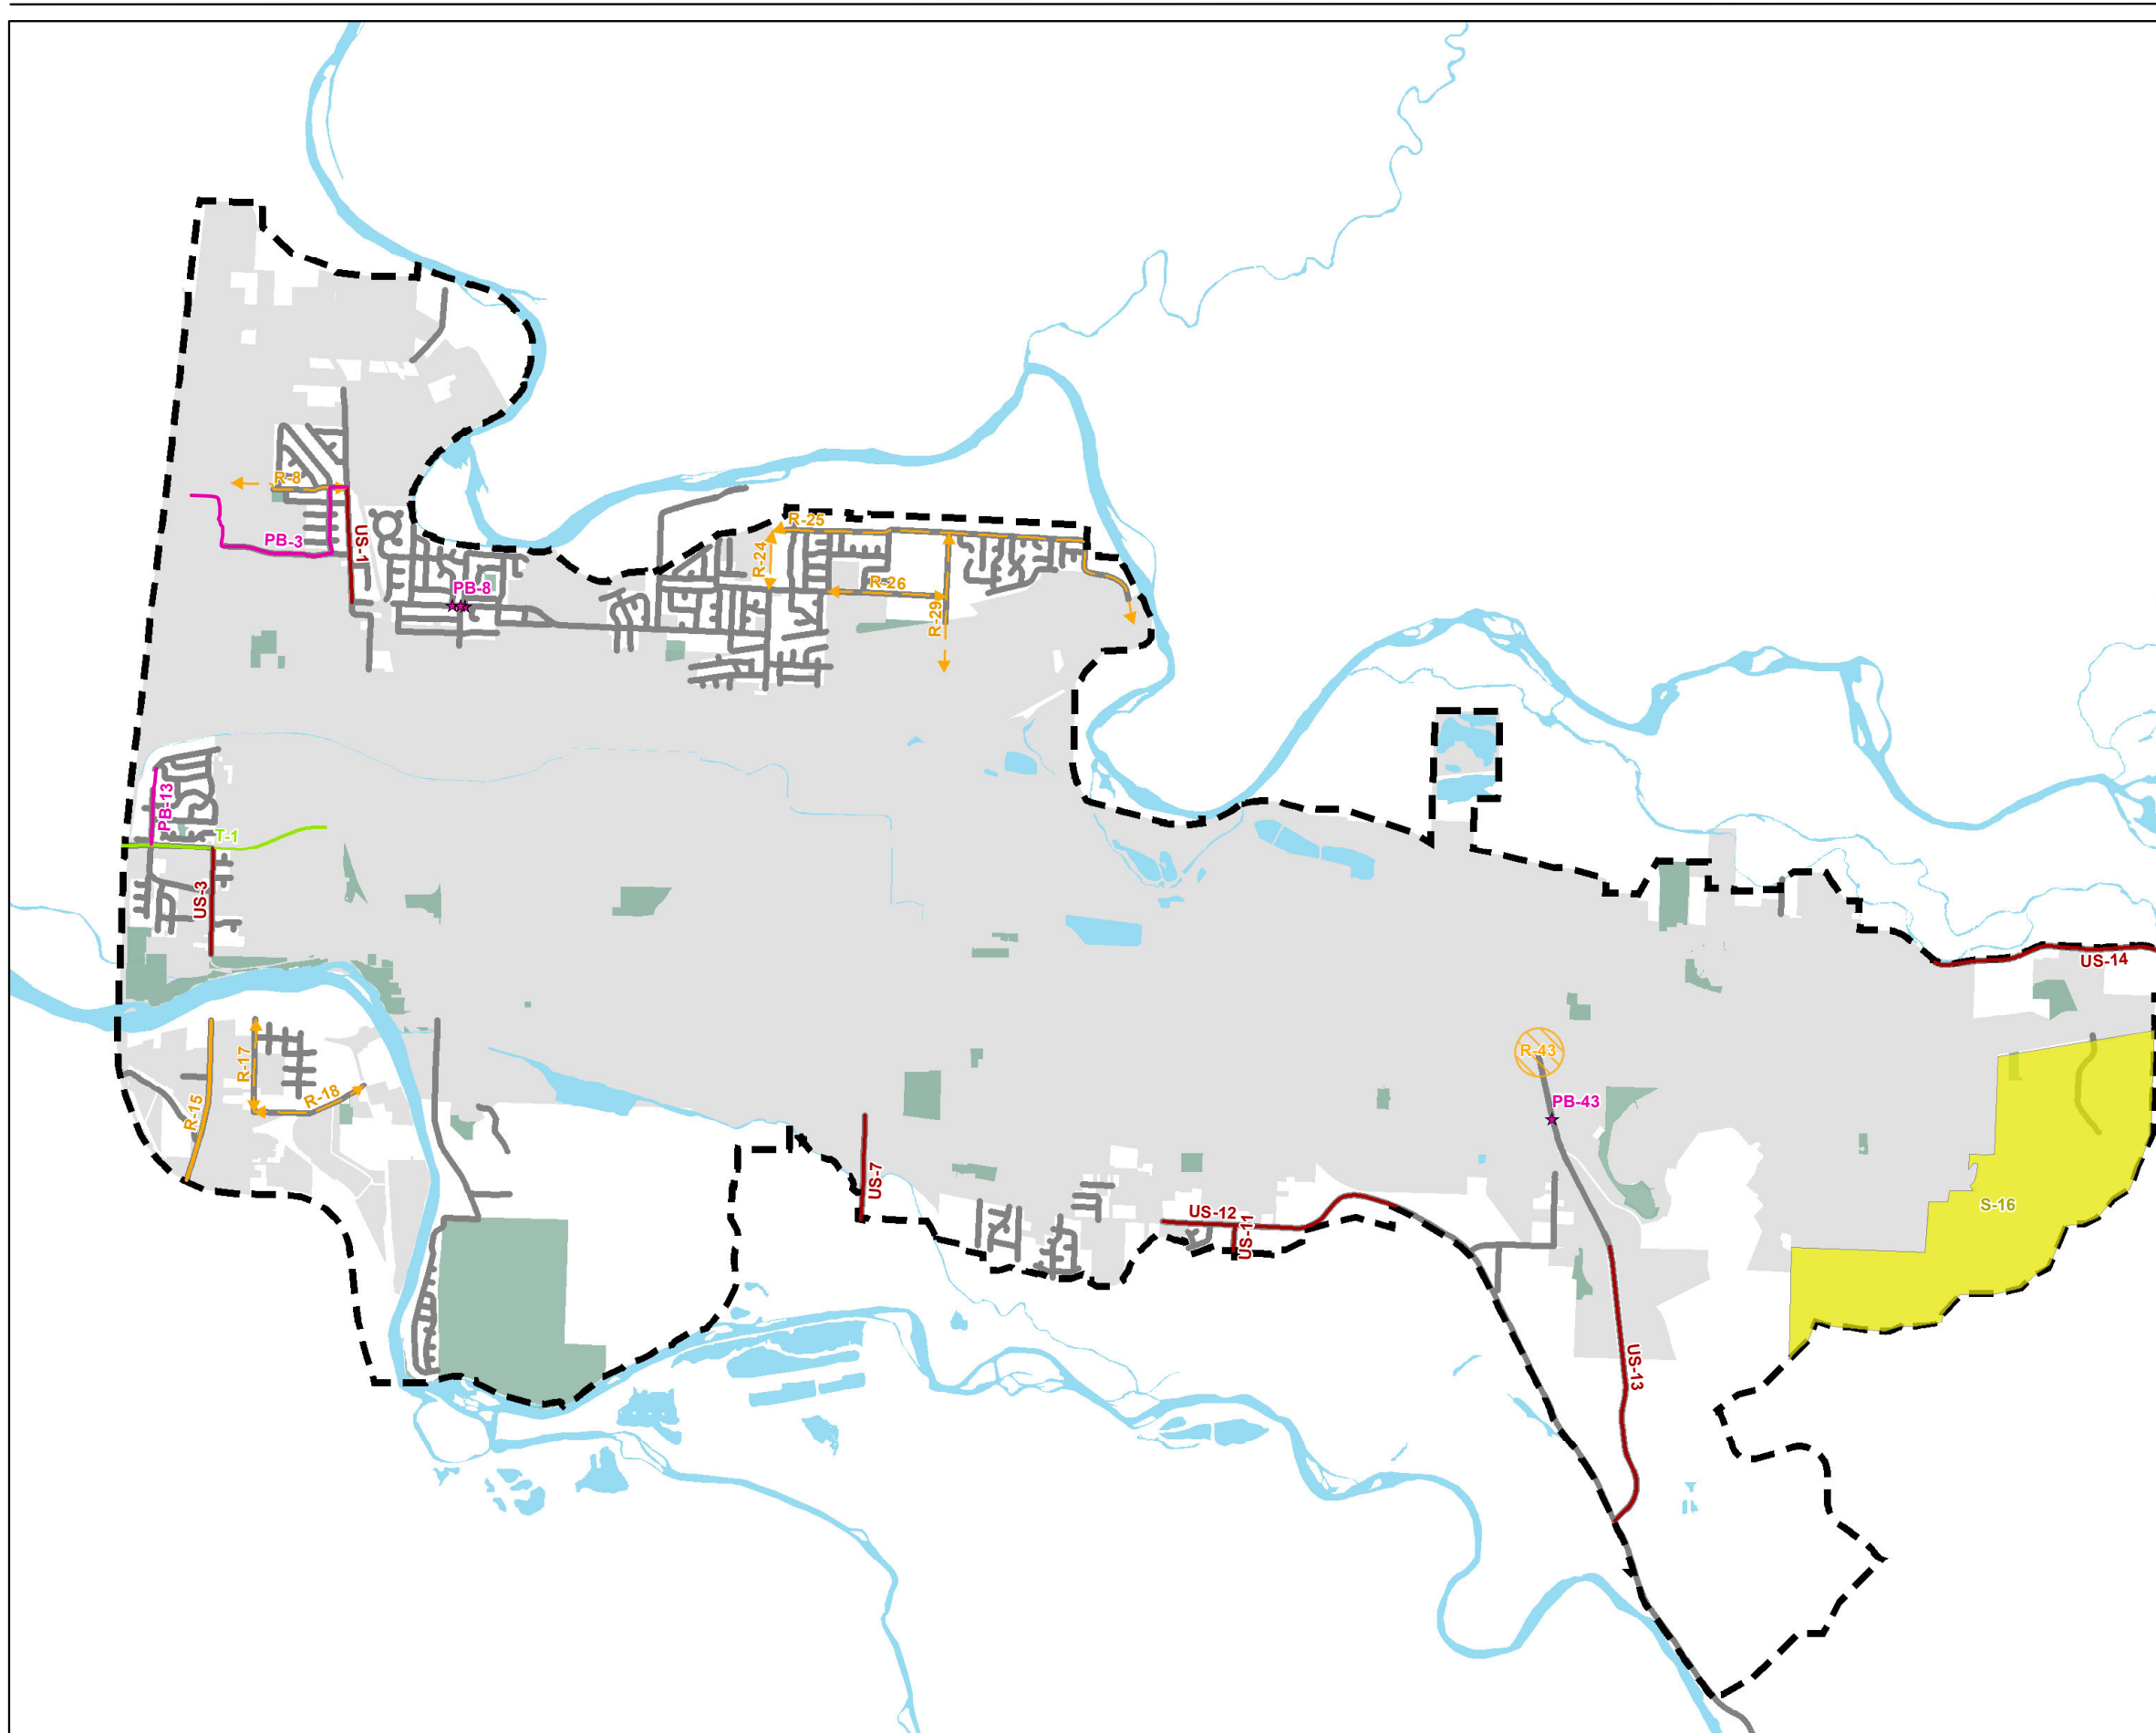 R-8
PB-3
US-1
PB-8
R-25
R-24
R-26
R-29
PB-13
T-1
US-3
US-14
R-17
R-18
R-15
R-43
PB-43
US-7
US-12
US-11
S-16
US-13